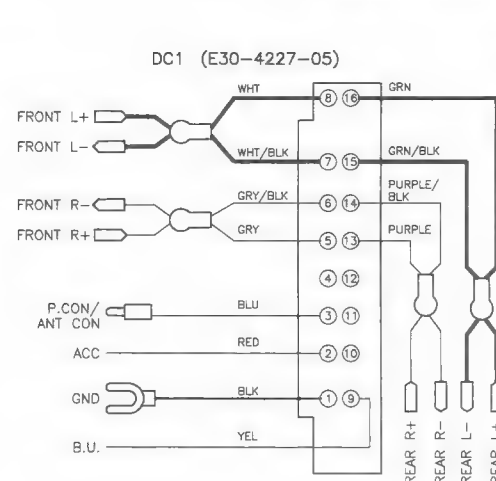 DC1 (E30-4227-05)
WHT
8 16
GRN
FRONT L+
FRONT L-
WHT/BLK
7 15
GRN/BLK
PURPLE/
BLK
FRONT R-
GRY/BLK
6 14
FRONT R+
GRY
5 13
PURPLE
4 12
P.CON/
ANT CON
BLU
3 11
ACC
RED
2 10
GND
BLK
1 9
B.U.
YEL
REAR R+
REAR R-
REAR L-
REAR L+